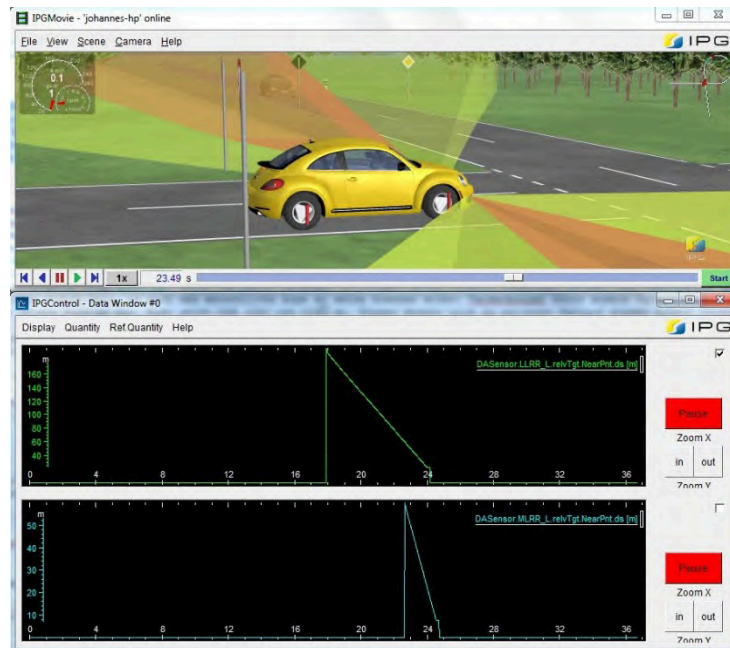 IPGMovie - 'johannes-hp' online
File View Scene Camera Help
IPG
0.1
1
1x 23.49 s Start
IPGControl - Data Window #0
Display Quantity Ref.Quantity Help
IPG
m
DASensor.LLRR_L.relvTgt.NearPnt.ds [m]
160
140
120
100
80
60
40
0 4 8 12 16 20 24 28 32 36
Pause
Zoom X
in out
Zoom Y
m
DASensor.MLRR_L.relvTgt.NearPnt.ds [m]
50
40
30
20
10
0 4 8 12 16 20 24 28 32 36
Pause
Zoom X
in out
Zoom Y